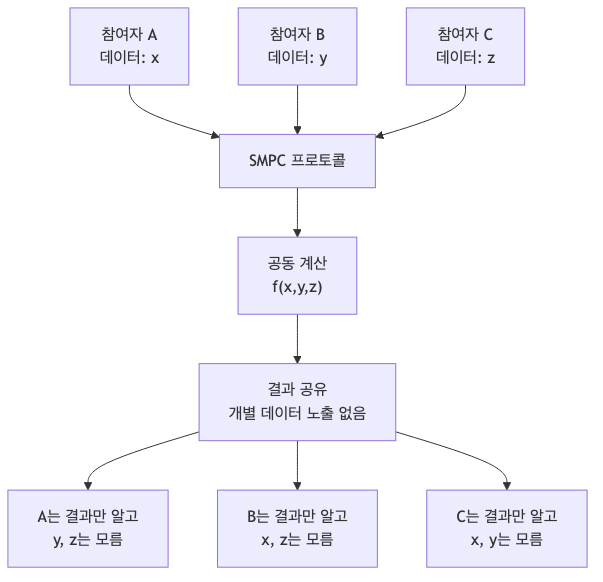 참여자 A
데이터: x
참여자 B
데이터: y
참여자 C
데이터: z
SMPC 프로토콜
공동 계산
f(x,y,z)
결과 공유
개별 데이터 노출 없음
A는 결과만 알고
y, z는 모름
B는 결과만 알고
x, z는 모름
C는 결과만 알고
x, y는 모름